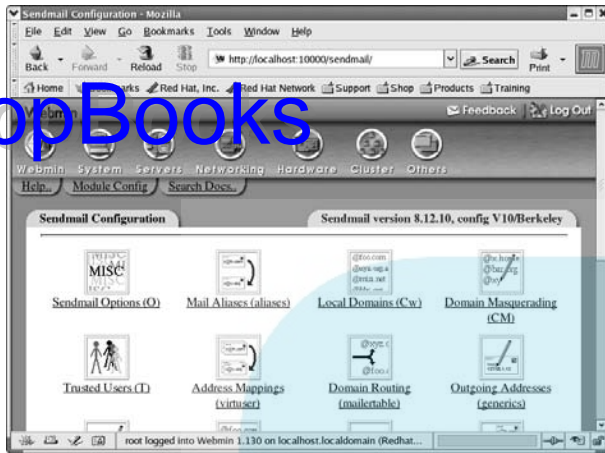 Sendmail Configuration - Mozilla
File Edit View Go Bookmarks Tools Window Help
Back Forward Reload Stop http://localhost:10000/sendmail/ Search Print
Home Bookmarks Red Hat, Inc. Red Hat Network Support Shop Products Training
opBooks
Webmin Feedback Log Out
Webmin System Servers Networking Hardware Cluster Others
Help.. Module Config Search Docs..
Sendmail Configuration Sendmail version 8.12.10, config V10/Berkeley
MISC
Sendmail Options (O) Mail Aliases (aliases) Local Domains (Cw) Domain Masquerading
(CM)
Trusted Users (T) Address Mappings Domain Routing Outgoing Addresses
(virtuser) (mailertable) (generics)
root logged into Webmin 1.130 on localhost.localdomain (Redhat...